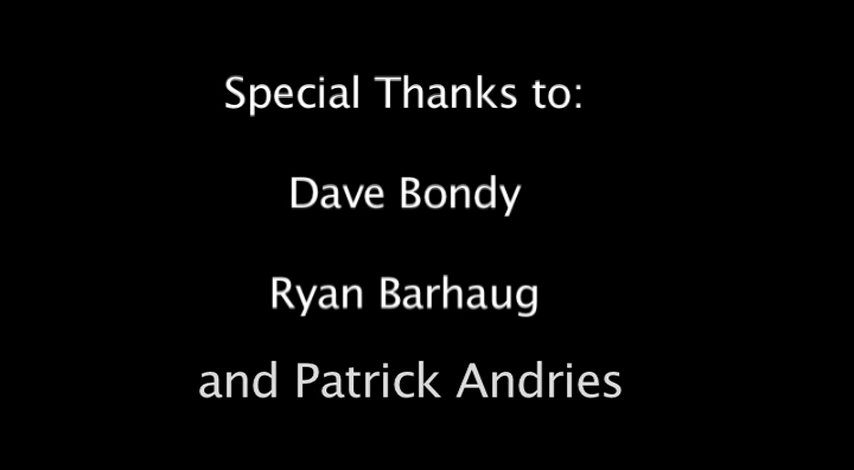 Special Thanks to:
Dave Bondy
Ryan Barhaug
and Patrick Andries